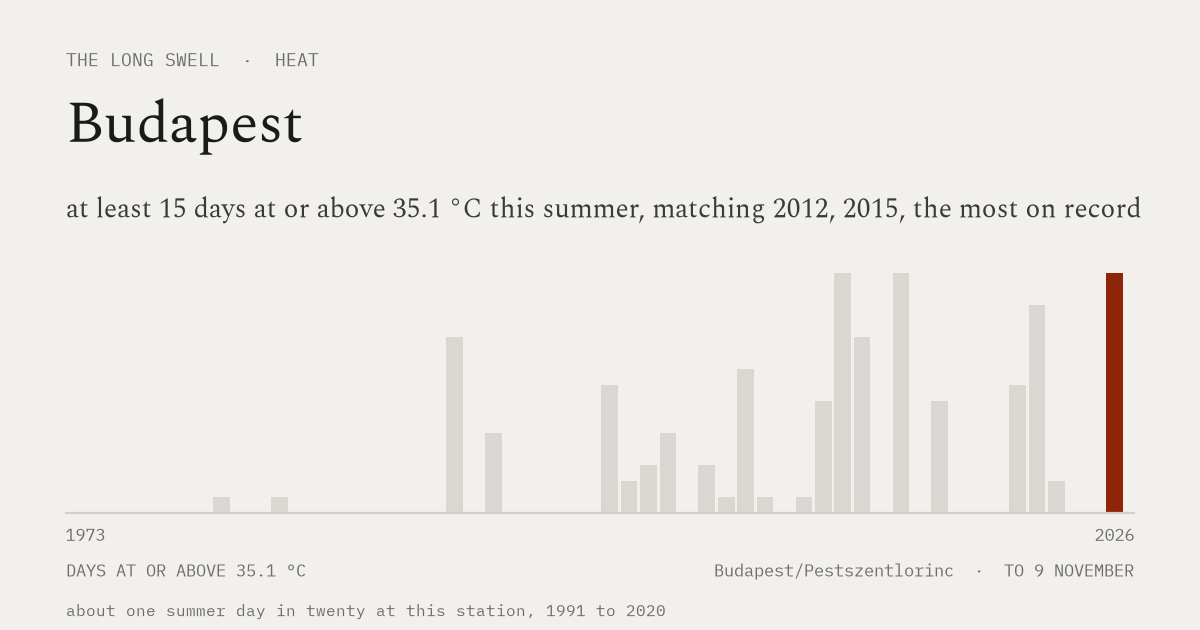 THE LONG SWELL · HEAT
Budapest
at least 15 days at or above 35.1 °C this summer, matching 2012, 2015, the most on record
1973 2026
DAYS AT OR ABOVE 35.1 °C Budapest/Pestszentlorinc · TO 9 NOVEMBER
about one summer day in twenty at this station, 1991 to 2020